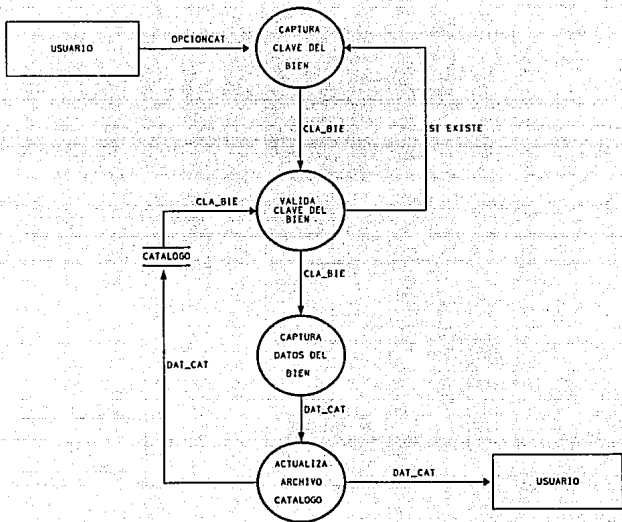 CAPTURA
CLAVE DEL
BIEN
USUARIO
OPCIONCAT
CLA_BIE
SI EXISTE
VALIDA
CLAVE DEL
BIEN
CLA_BIE
CATALOGO
CLA_BIE
CAPTURA
DATOS DEL
BIEN
DAT_CAT
DAT_CAT
ACTUALIZA
ARCHIVO
CATALOGO
DAT_CAT
USUARIO